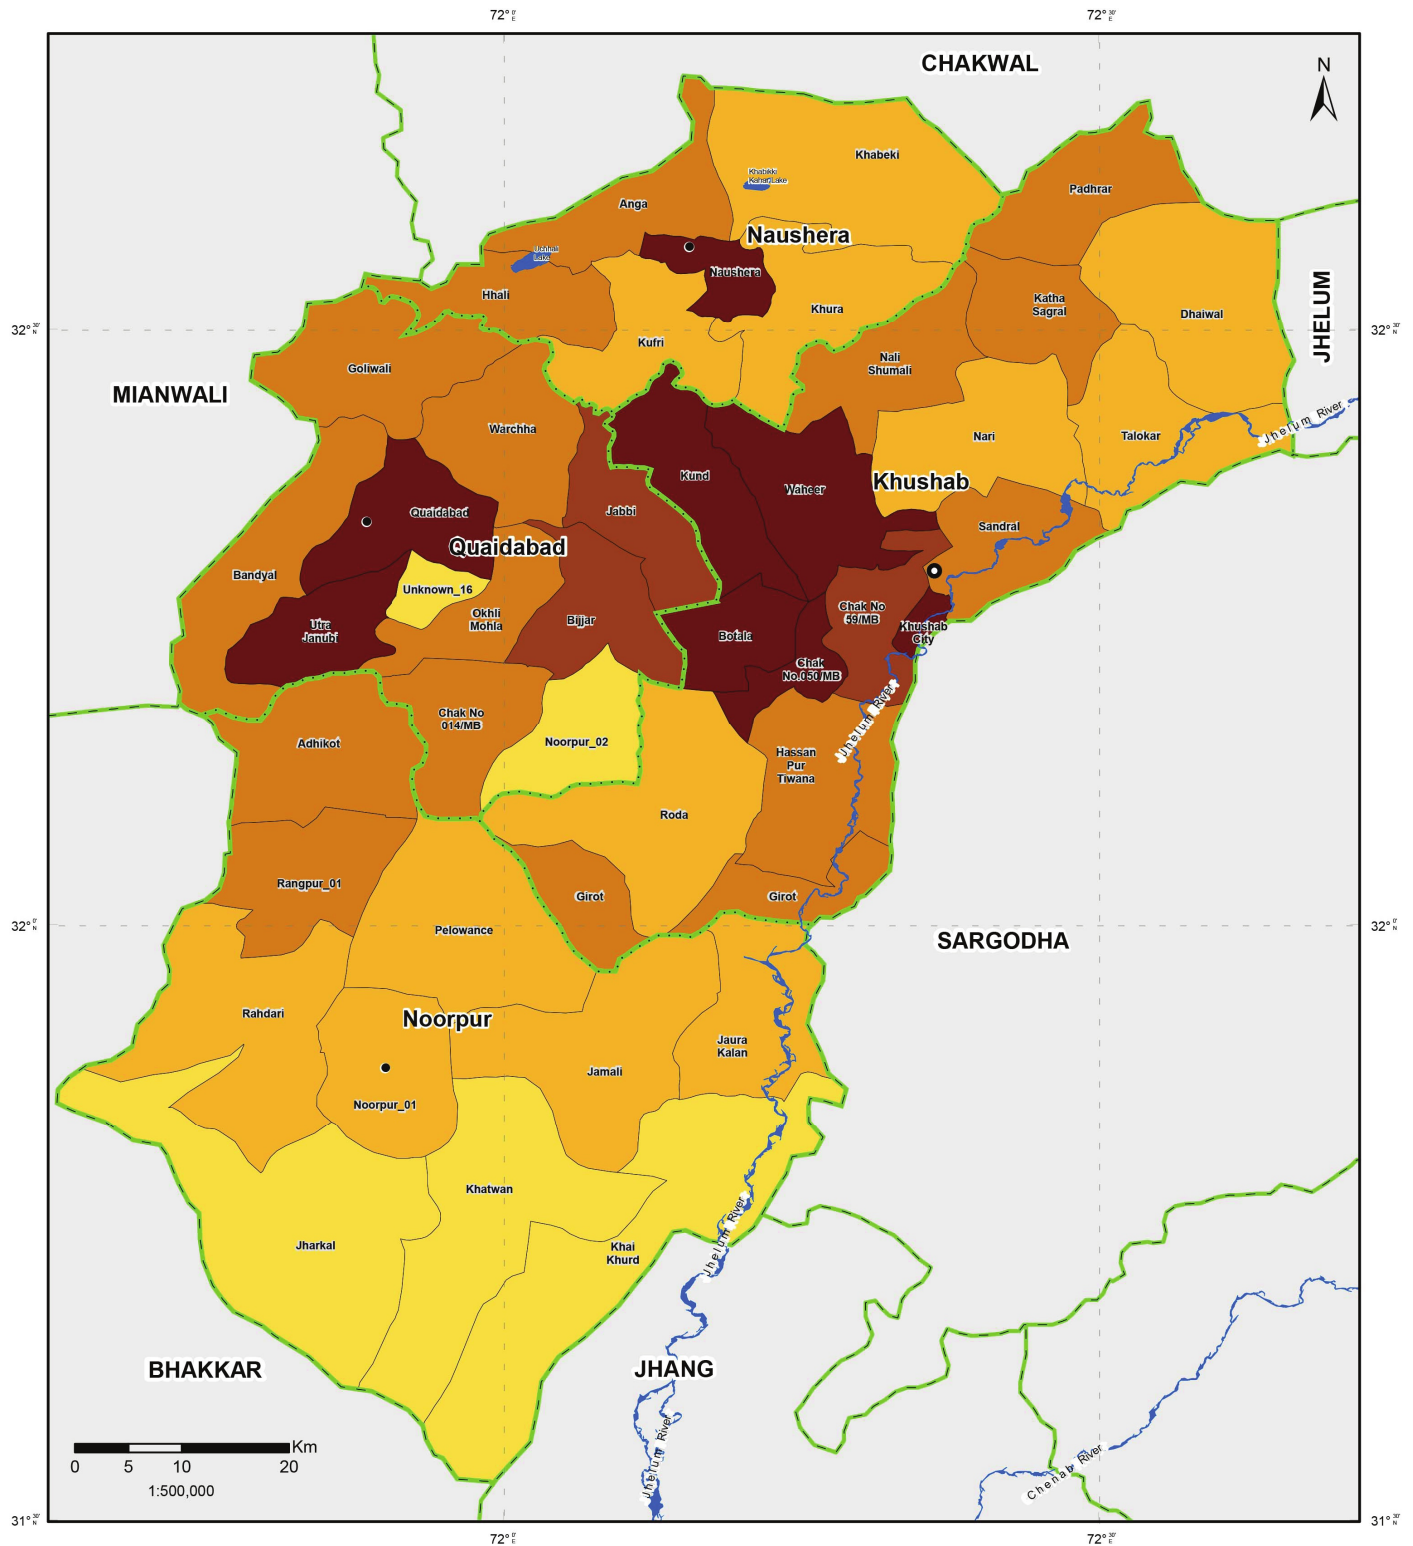 72° 0' E
72° 30' E
CHAKWAL
N
Khabeki
Khabikki
Kahar Lake
Padhrar
Anga
Naushera
Uchhali
Lake
Naushera
Hhali
Katha
Sagral
Khura
Dhaiwal
JHELUM
32° 30' N
32° 30' N
Kufri
Nali
Shumali
Goliwali
MIANWALI
Jhelum River
Warchha
Nari
Talokar
Kund
Waheer
Khushab
Quaidabad
Jabbi
Sandral
Quaidabad
Bandyal
Unknown_16
Okhli
Mohla
Bijjar
Chak No
59/MB
Utra
Janubi
Botala
Khushab
City
Chak
No.050/MB
Jhelum River
Chak No
014/MB
Adhikot
Noorpur_02
Hassan
Pur
Tiwana
Roda
Rangpur_01
Girot
Girot
32° 0' N
32° 0' N
Pelowance
SARGODHA
Rahdari
Noorpur
Jaura
Kalan
Jamali
Noorpur_01
Khatwan
Jhelum River
Jharkal
Khai
Khurd
BHAKKAR
JHANG
Jhelum River
Chenab River
Km
0 5 10 20
1:500,000
31° 30' N
31° 30' N
72° 0' E
72° 30' E